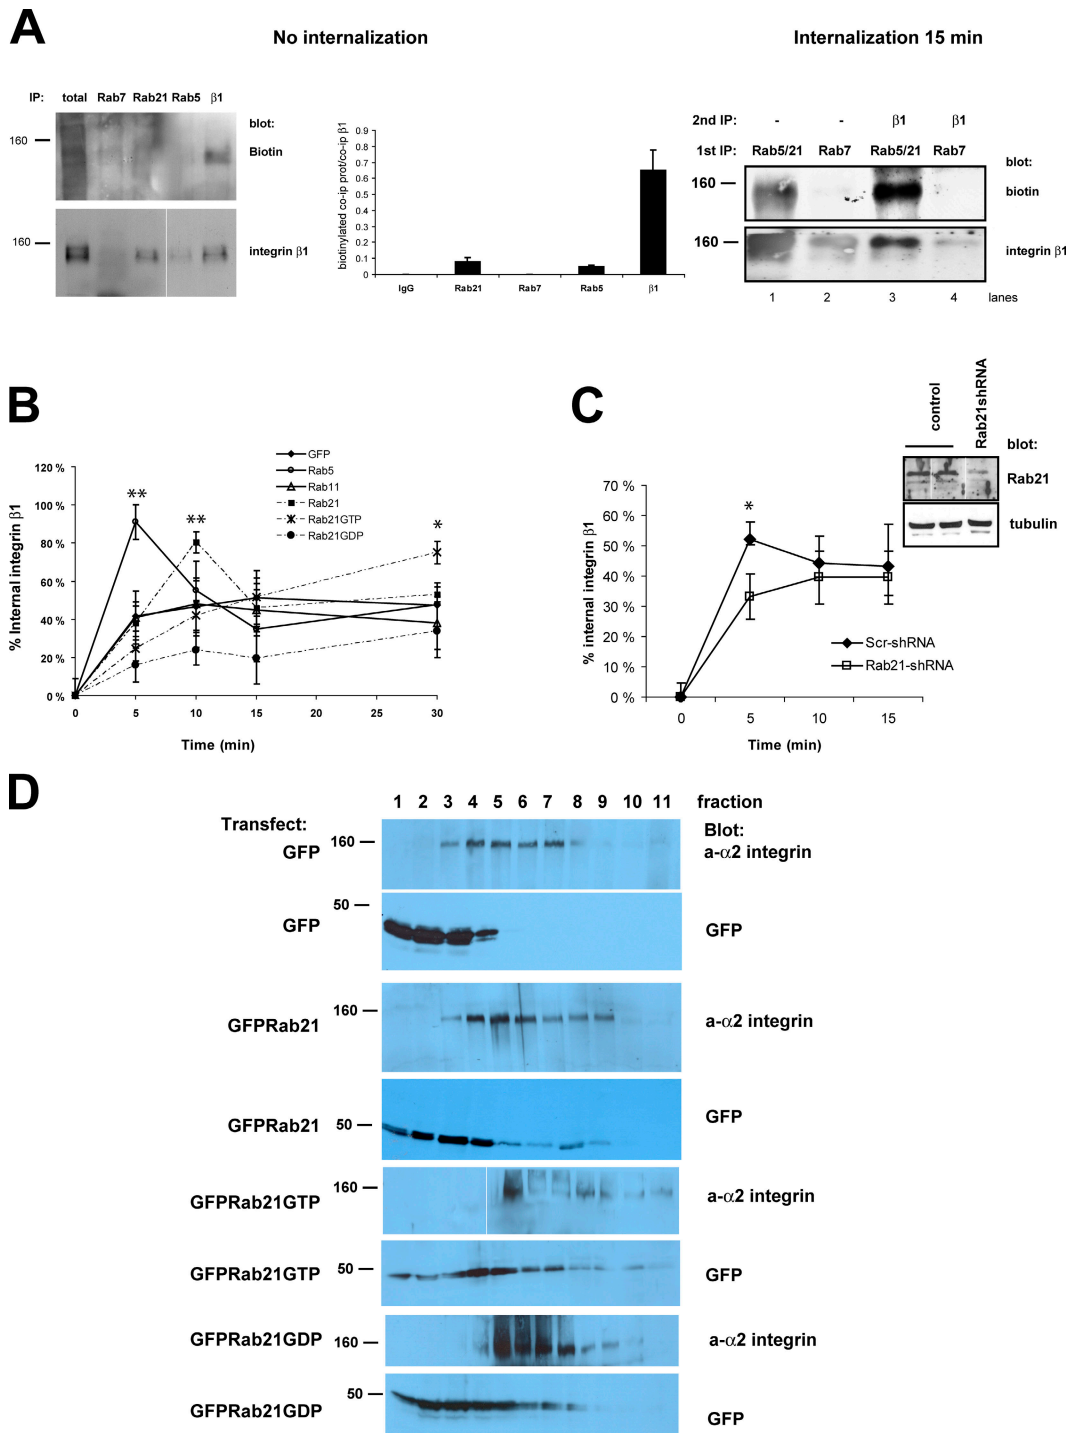 A
No internalization
Internalization 15 min
IP: total Rab7 Rab21 Rab5 β1
160
blot:
Biotin
160
integrin β1
biotinylated co-ip prot/co-ip β1
0.9
0.8
0.7
0.6
0.5
0.4
0.3
0.2
0.1
0
IgG Rab21 Rab7 Rab5 β1
2nd IP: - - β1 β1
1st IP: Rab5/21 Rab7 Rab5/21 Rab7
blot:
160
biotin
160
integrin β1
1 2 3 4 lanes
B
% Internal integrin β1
120 %
100 %
80 %
60 %
40 %
20 %
0 %
0 5 10 15 20 25 30
Time (min)
** ** *
GFP
Rab5
Rab11
Rab21
Rab21GTP
Rab21GDP
C
control
Rab21shRNA
blot:
Rab21
tubulin
% internal integrin β1
70 %
60 %
50 %
40 %
30 %
20 %
10 %
0 %
*
Scr-shRNA
Rab21-shRNA
0 5 10 15
Time (min)
D
1 2 3 4 5 6 7 8 9 10 11 fraction
Transfect:
Blot:
GFP 160 a-α2 integrin
50
GFP GFP
160
GFPRab21 a-α2 integrin
GFPRab21 50 GFP
160
GFPRab21GTP a-α2 integrin
GFPRab21GTP 50 GFP
GFPRab21GDP 160 a-α2 integrin
50
GFPRab21GDP GFP